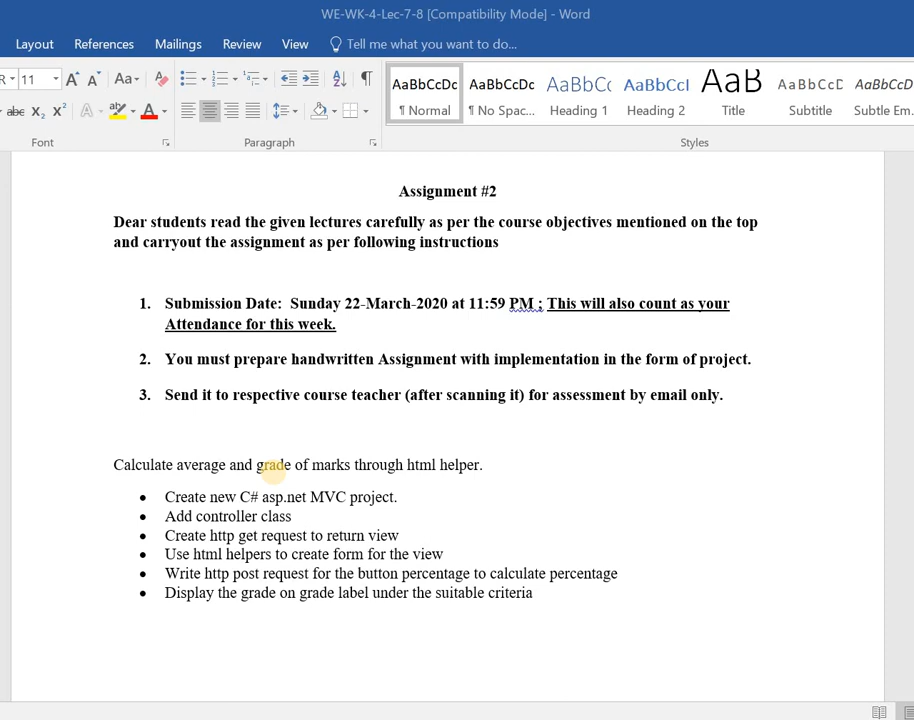 WE-WK-4-Lec-7-8 [Compatibility Mode] - Word
Layout References Mailings Review View Tell me what you want to do...
11 Aa
AaBbCcDc AaBbCcDc AaBbCc AaBbCcI AaB AaBbCcD AaBbCcD
abc X₂ X² A A
¶ Normal ¶ No Spac... Heading 1 Heading 2 Title Subtitle Subtle Em.
Font Paragraph Styles
Assignment #2
Dear students read the given lectures carefully as per the course objectives mentioned on the top
and carryout the assignment as per following instructions
1. Submission Date: Sunday 22-March-2020 at 11:59 PM ; This will also count as your
Attendance for this week.
2. You must prepare handwritten Assignment with implementation in the form of project.
3. Send it to respective course teacher (after scanning it) for assessment by email only.
Calculate average and grade of marks through html helper.
• Create new C# asp.net MVC project.
• Add controller class
• Create http get request to return view
• Use html helpers to create form for the view
• Write http post request for the button percentage to calculate percentage
• Display the grade on grade label under the suitable criteria